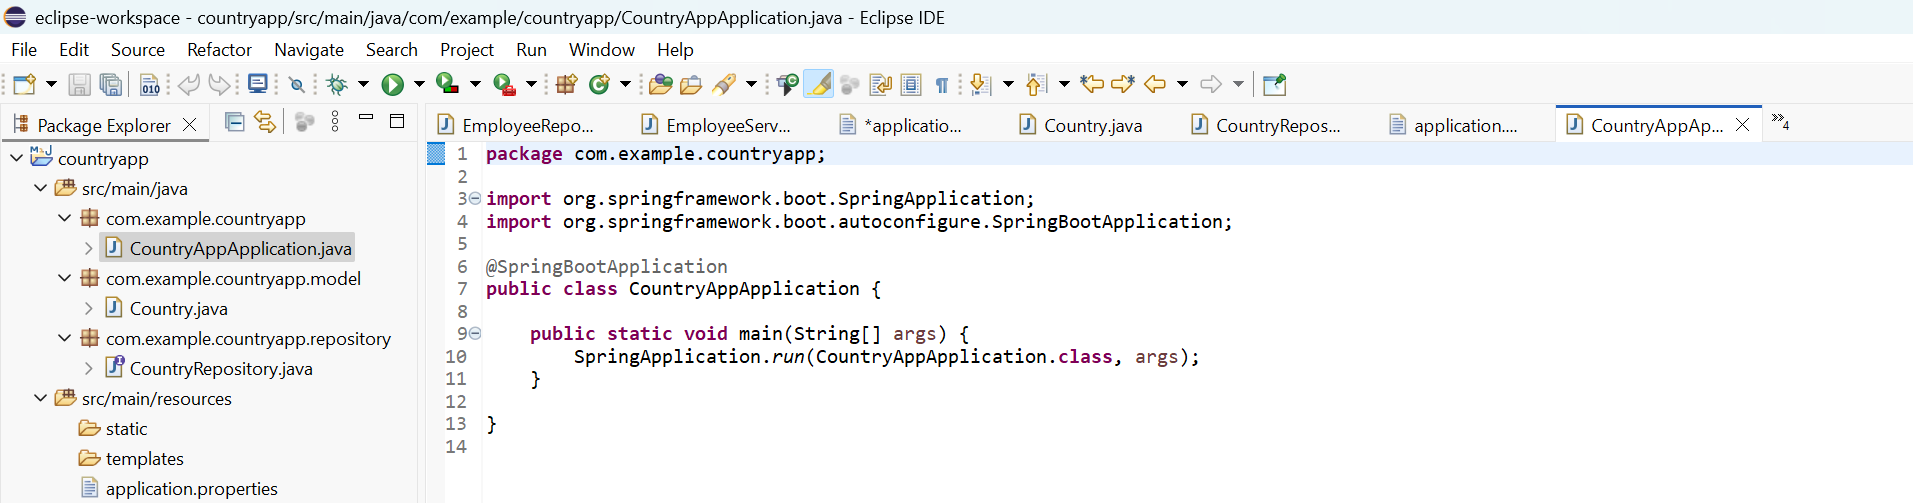 eclipse-workspace - countryapp/src/main/java/com/example/countryapp/CountryAppApplication.java - Eclipse IDE
File Edit Source Refactor Navigate Search Project Run Window Help
Package Explorer
EmployeeRepo... EmployeeServ... *applicatio... Country.java CountryRepos... application.... CountryAppAp... »4
countryapp
src/main/java
com.example.countryapp
CountryAppApplication.java
com.example.countryapp.model
Country.java
com.example.countryapp.repository
CountryRepository.java
src/main/resources
static
templates
application.properties
1 package com.example.countryapp;
2
3 import org.springframework.boot.SpringApplication;
4 import org.springframework.boot.autoconfigure.SpringBootApplication;
5
6 @SpringBootApplication
7 public class CountryAppApplication {
8
9 public static void main(String[] args) {
10 SpringApplication.run(CountryAppApplication.class, args);
11 }
12
13 }
14